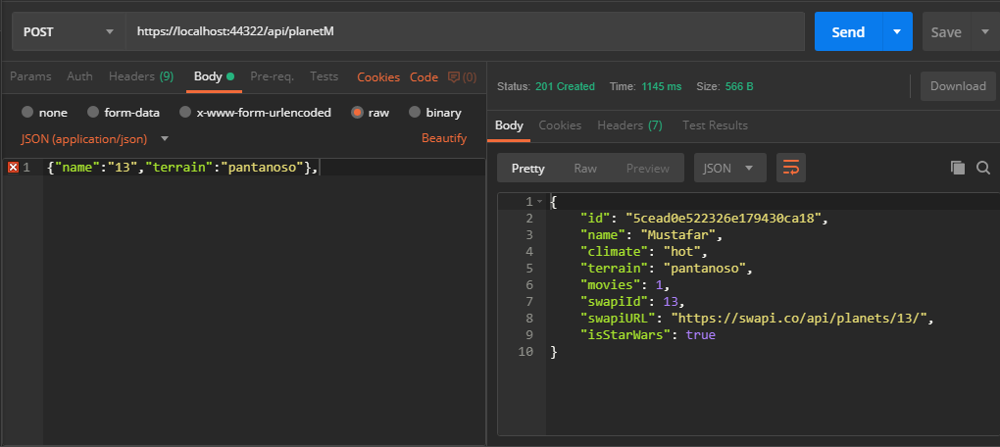 POST https://localhost:44322/api/planetM Send Save
Params Auth Headers (9) Body Pre-req. Tests Cookies Code (0)
none form-data x-www-form-urlencoded raw binary
JSON (application/json) Beautify
1 {"name":"13","terrain":"pantanoso"},
Status: 201 Created Time: 1145 ms Size: 566 B Download
Body Cookies Headers (7) Test Results
Pretty Raw Preview JSON
1 {
2 "id": "5cead0e522326e179430ca18",
3 "name": "Mustafar",
4 "climate": "hot",
5 "terrain": "pantanoso",
6 "movies": 1,
7 "swapiId": 13,
8 "swapiURL": "https://swapi.co/api/planets/13/",
9 "isStarWars": true
10 }